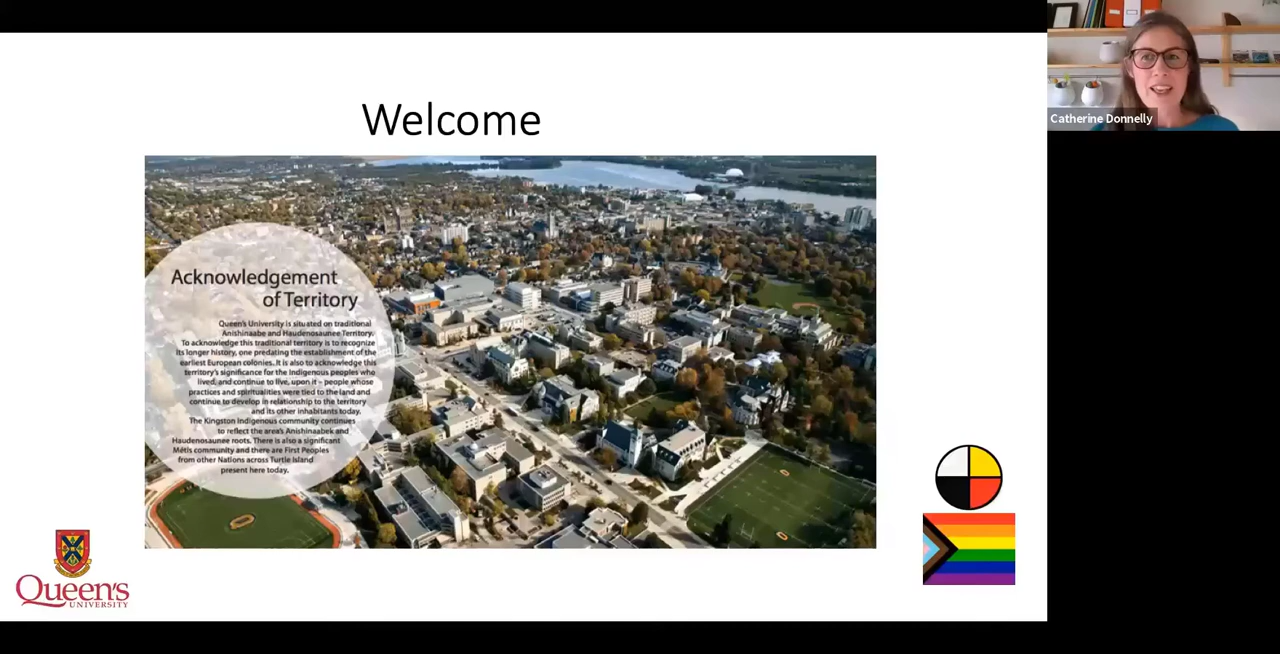 Welcome
Catherine Donnelly
Acknowledgement
of Territory
Queen's University is situated on traditional
Anishinaabe and Haudenosaunee Territory.
To acknowledge this traditional territory is to recognize
its longer history, one predating the establishment of the
earliest European colonies. It is also to acknowledge this
territory's significance for the Indigenous peoples who
lived, and continue to live, upon it – people whose
practices and spiritualities were tied to the land and
continue to develop in relationship to the territory
and its other inhabitants today.
The Kingston Indigenous community continues
to reflect the area's Anishinaabek and
Haudenosaunee roots. There is also a significant
Métis community and there are First Peoples
from other Nations across Turtle Island
present here today.
Queen's
UNIVERSITY